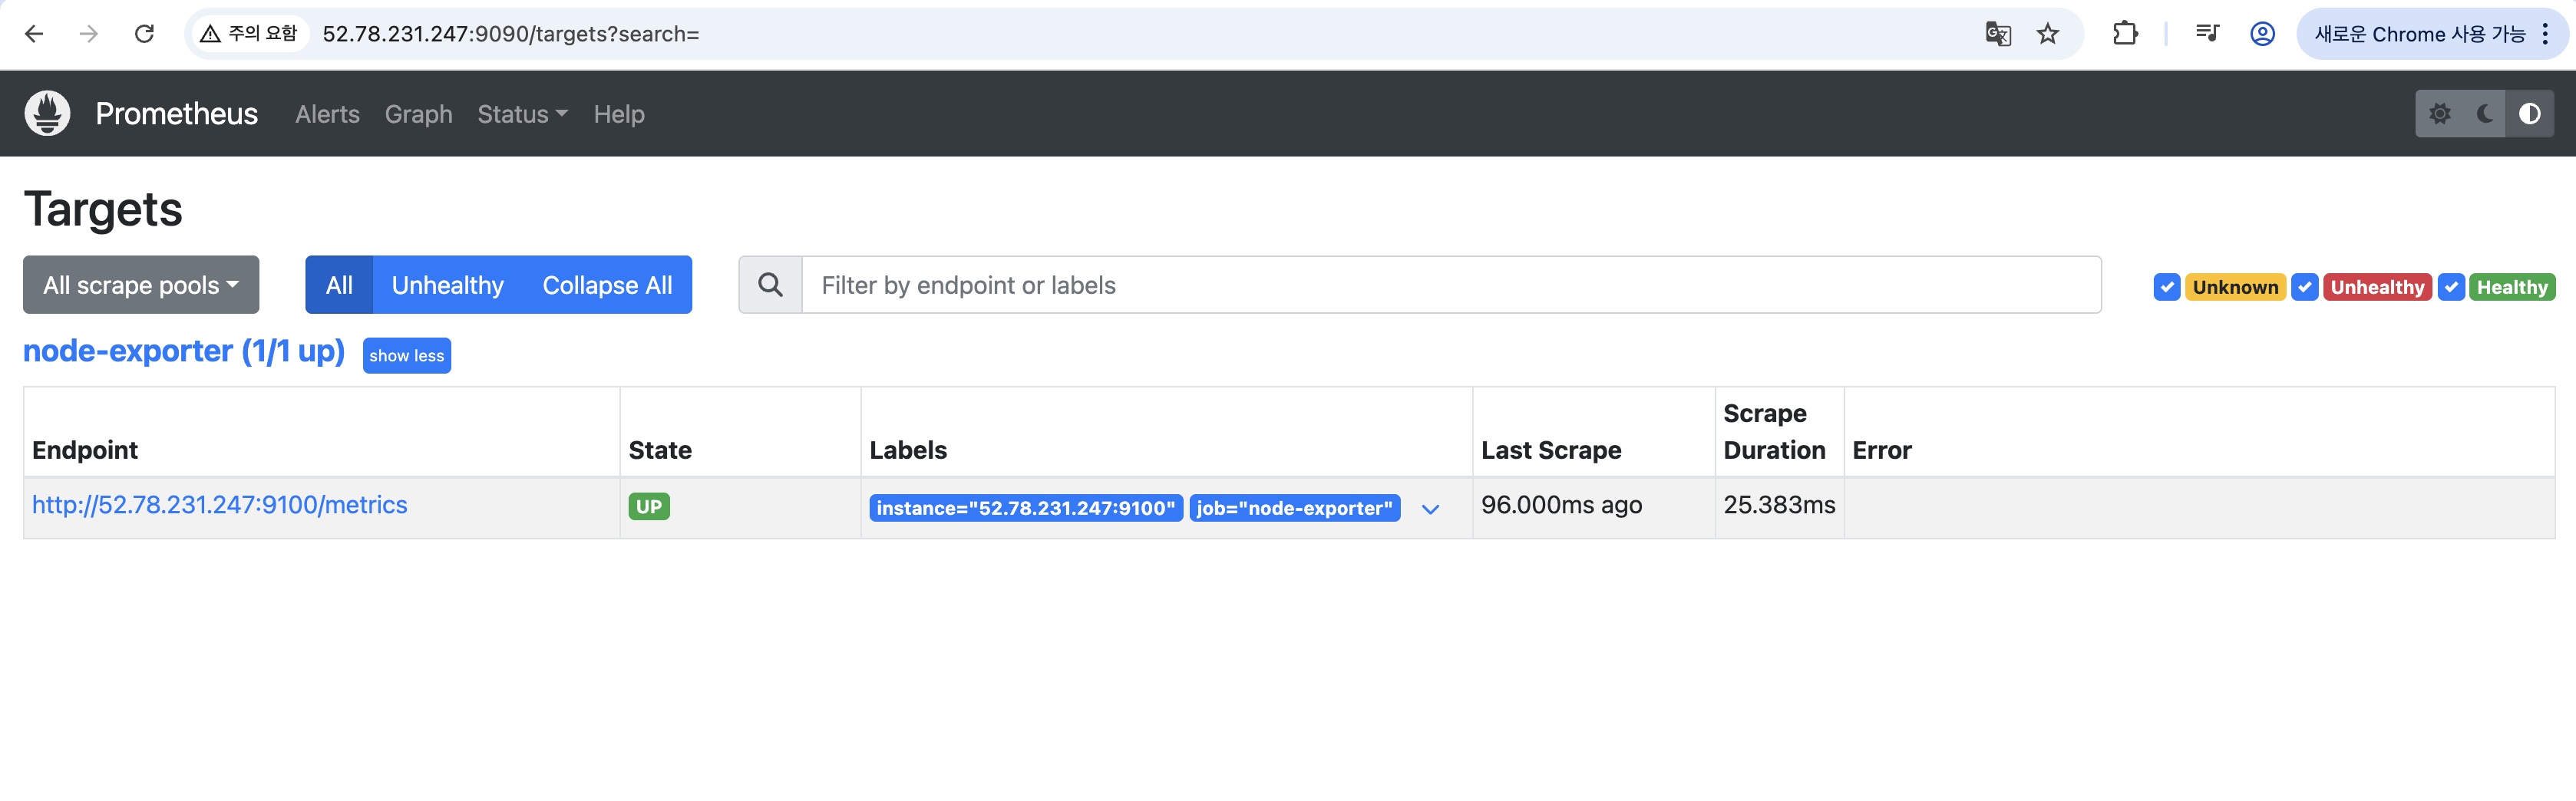 주의 요함 52.78.231.247:9090/targets?search= 새로운 Chrome 사용 가능
Prometheus Alerts Graph Status Help
Targets
All scrape pools All Unhealthy Collapse All Filter by endpoint or labels Unknown Unhealthy Healthy
node-exporter (1/1 up) show less
Endpoint State Labels Last Scrape Scrape Duration Error
http://52.78.231.247:9100/metrics UP instance="52.78.231.247:9100" job="node-exporter" 96.000ms ago 25.383ms